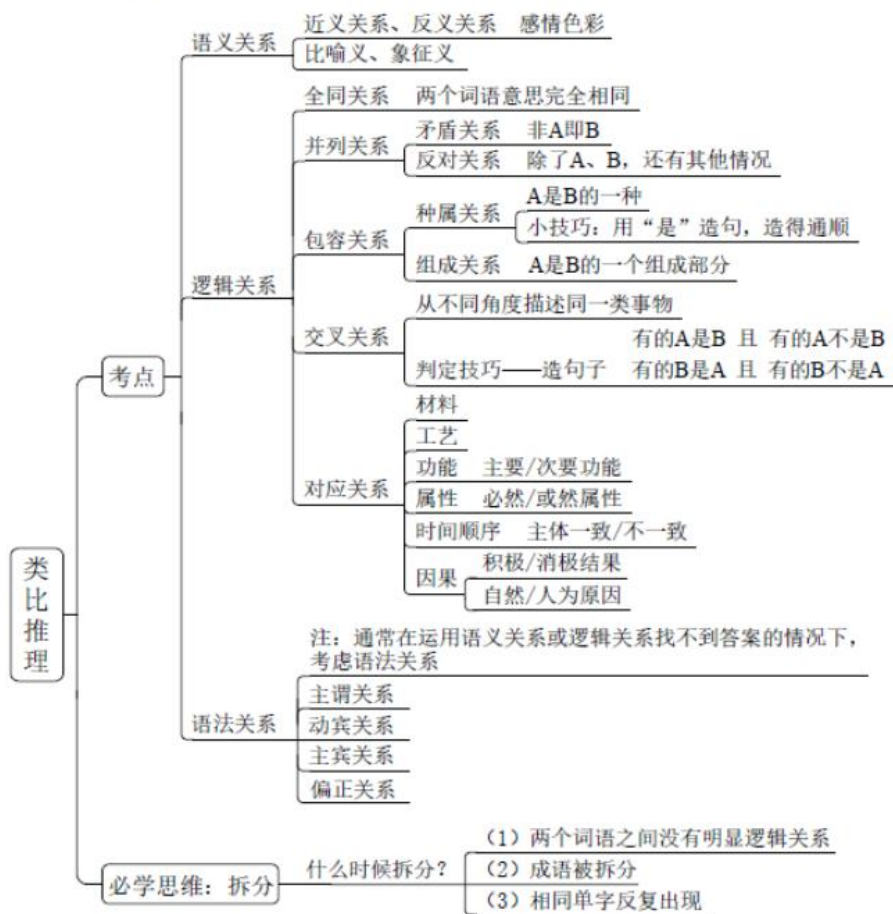 类比推理
考点
语义关系
近义关系、反义关系 感情色彩
比喻义、象征义
逻辑关系
全同关系 两个词语意思完全相同
并列关系
矛盾关系 非A即B
反对关系 除了A、B，还有其他情况
包容关系
种属关系
A是B的一种
小技巧：用“是”造句，造得通顺
组成关系 A是B的一个组成部分
交叉关系
从不同角度描述同一类事物
判定技巧——造句子
有的A是B 且 有的A不是B
有的B是A 且 有的B不是A
对应关系
材料
工艺
功能 主要/次要功能
属性 必然/或然属性
时间顺序 主体一致/不一致
因果
积极/消极结果
自然/人为原因
语法关系
注：通常在运用语义关系或逻辑关系找不到答案的情况下，
考虑语法关系
主谓关系
动宾关系
主宾关系
偏正关系
必学思维：拆分
什么时候拆分？
（1）两个词语之间没有明显逻辑关系
（2）成语被拆分
（3）相同单字反复出现